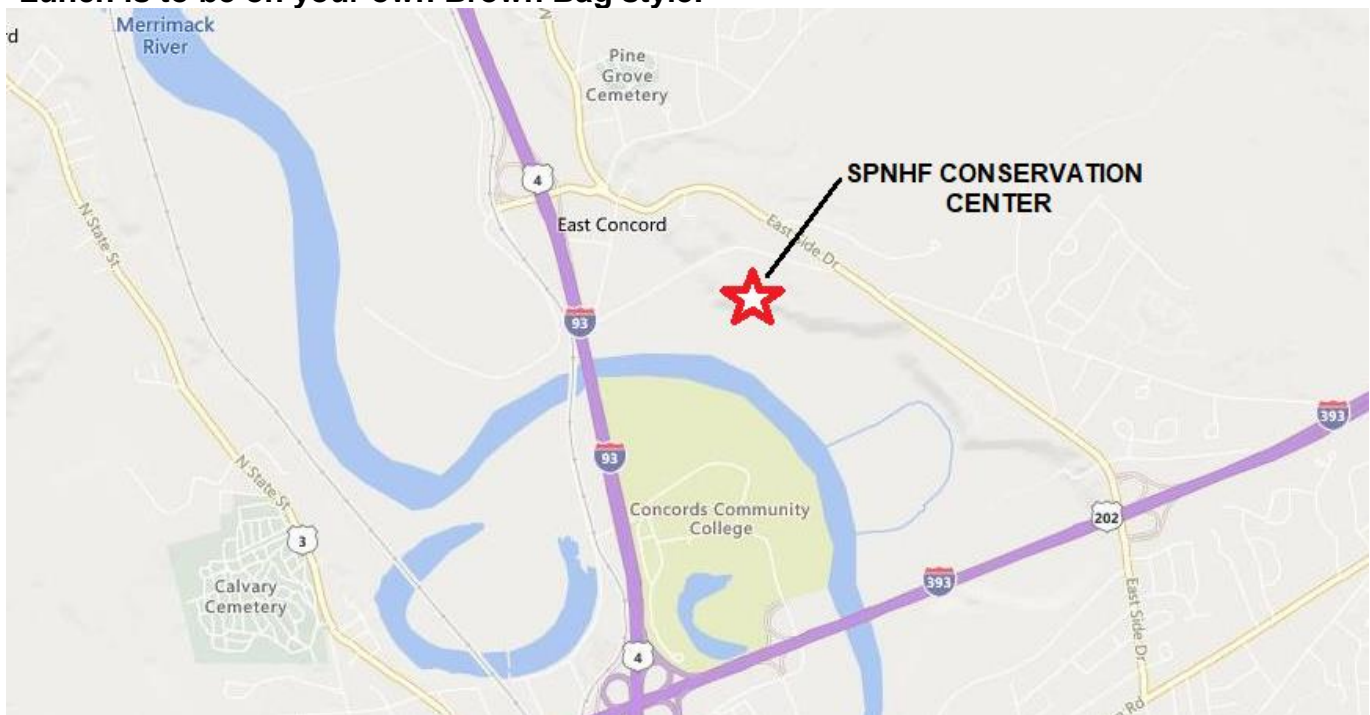 Lunch is to be on your own Brown Bag style.
Merrimack
River
Pine
Grove
Cemetery
4
SPNHF CONSERVATION
CENTER
N State St
East Concord
East Side Dr
93
393
93
N State St
Concords Community
College
202
3
393
Calvary
Cemetery
East Side Dr
4
Rd